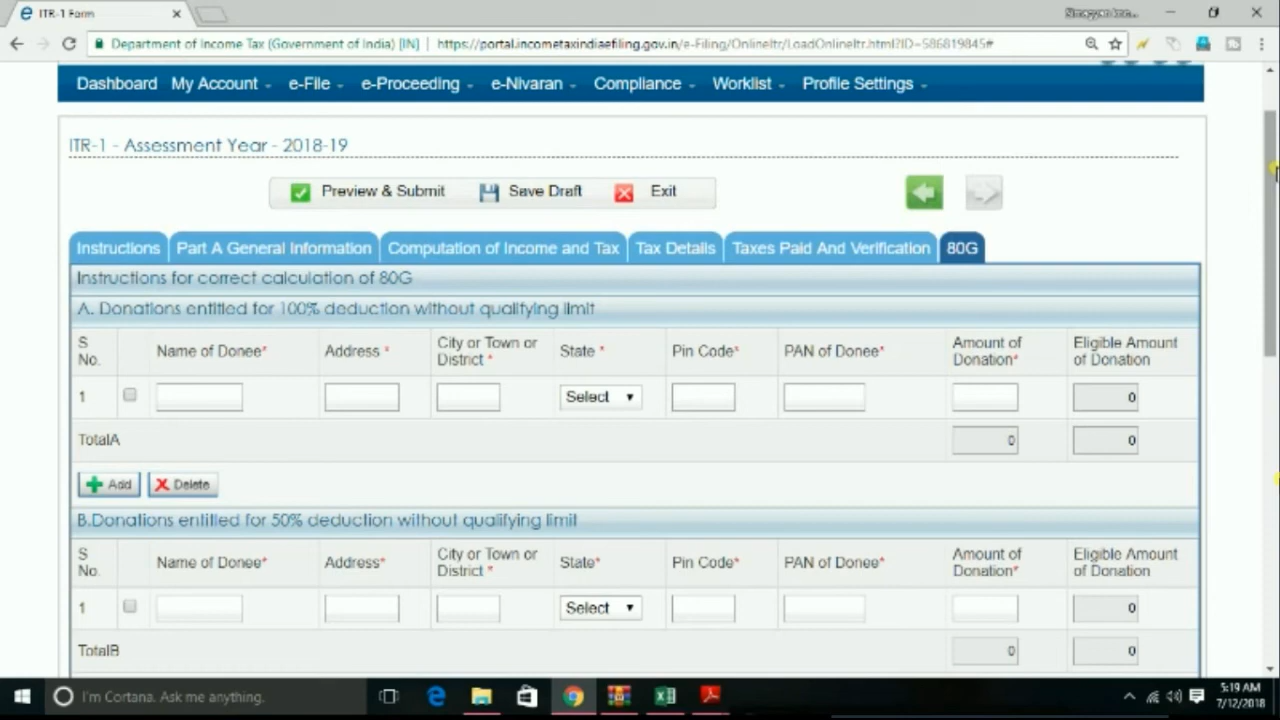 ITR-1 Form
Department of Income Tax (Government of India) [IN] | https://portal.incometaxindiaefiling.gov.in/e-Filing/OnlineItr/LoadOnlineItr.html?ID=586819845#
Dashboard My Account e-File e-Proceeding e-Nivaran Compliance Worklist Profile Settings
ITR-1 - Assessment Year - 2018-19
Preview & Submit Save Draft Exit
Instructions Part A General Information Computation of Income and Tax Tax Details Taxes Paid And Verification 80G
Instructions for correct calculation of 80G
A. Donations entitled for 100% deduction without qualifying limit
S No. Name of Donee* Address * City or Town or District * State * Pin Code* PAN of Donee* Amount of Donation* Eligible Amount of Donation
1 Select 0
TotalA 0 0
Add Delete
B.Donations entitled for 50% deduction without qualifying limit
S No. Name of Donee* Address* City or Town or District * State* Pin Code* PAN of Donee* Amount of Donation* Eligible Amount of Donation
1 Select 0
TotalB 0 0
I'm Cortana. Ask me anything.
5:19 AM
7/12/2018